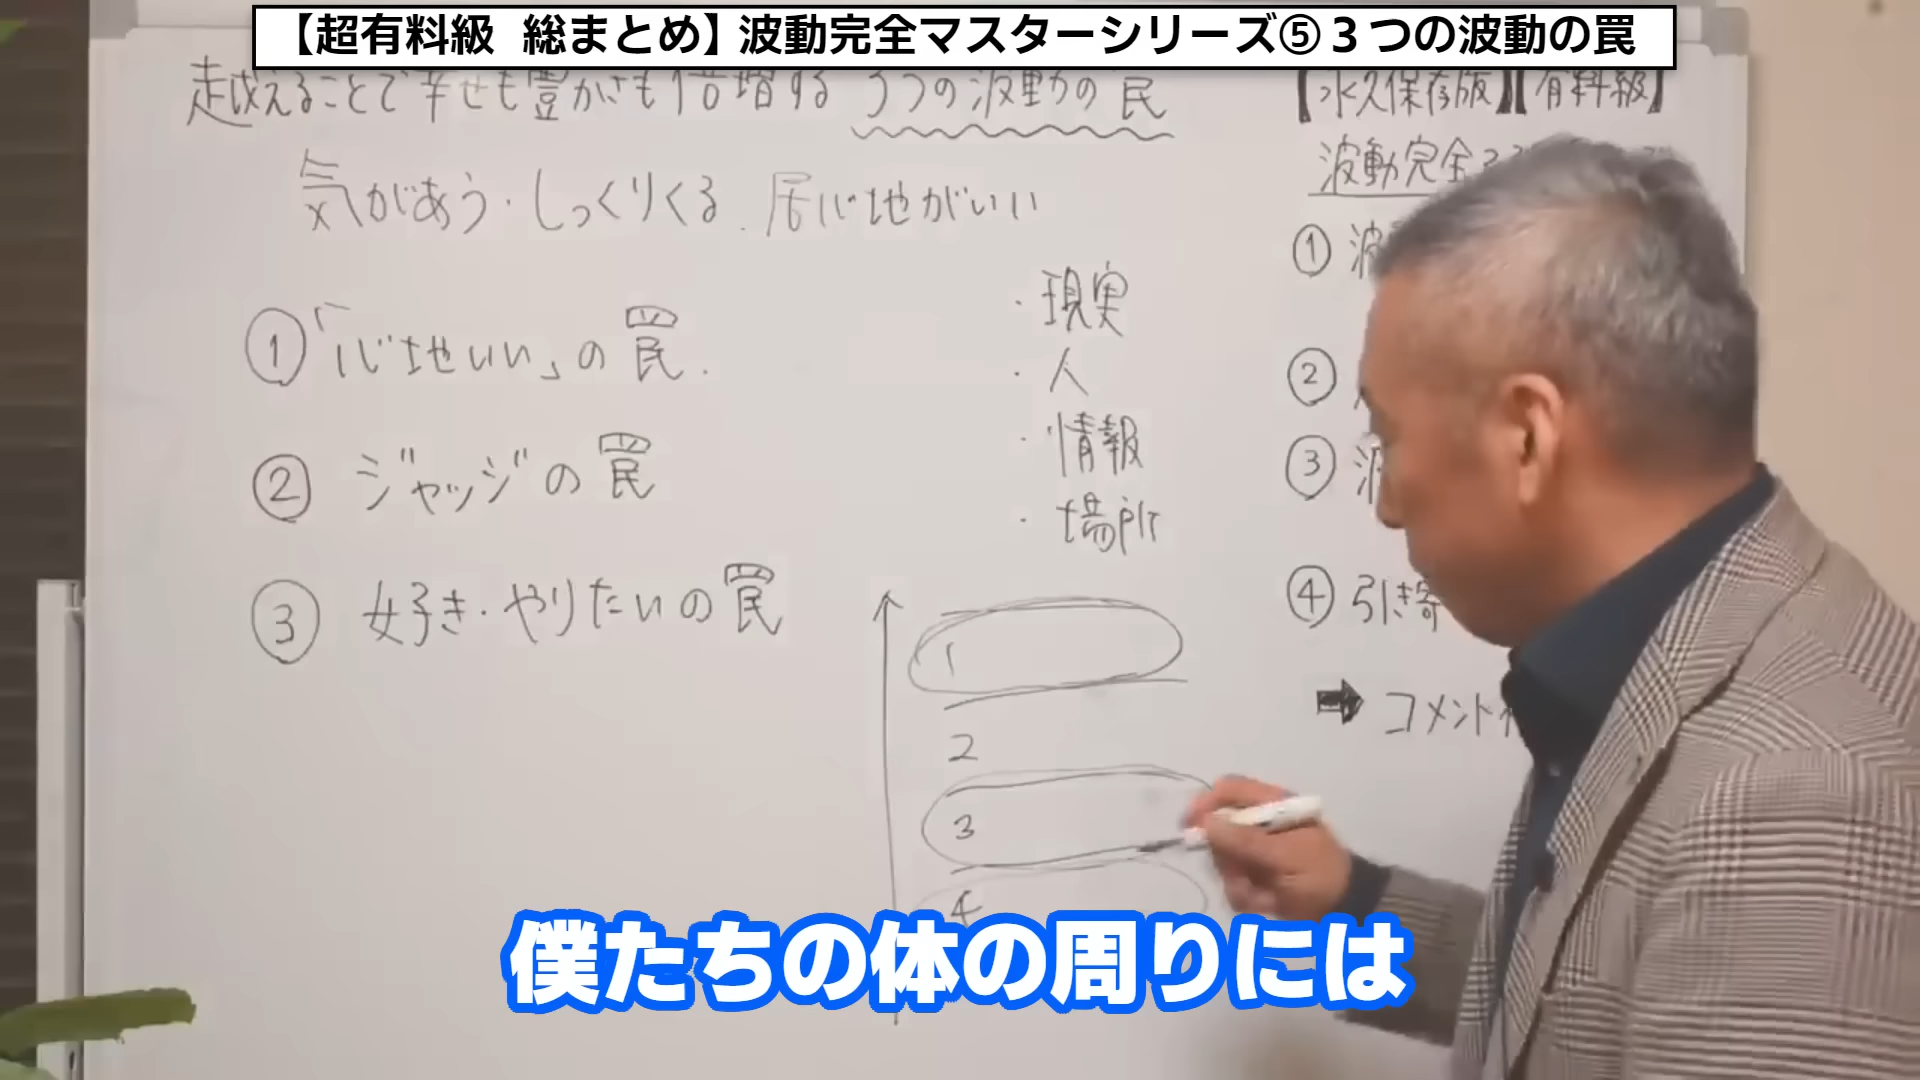 【超有料級 総まとめ】波動完全マスターシリーズ⑤３つの波動の罠
越えることで幸せも豊かさも倍増する 3つの波動の罠
気があう・しっくりくる.居心地がいい
①「心地いい」の罠.
② ジャッジの罠
③ 好き・やりたいの罠
・現実
・人
・情報
・場所
1
2
3
4
【永久保存版】【有料級】
波動完全
① 波
②
③ 波
④ 引き寄
➡ コメント
僕たちの体の周りには